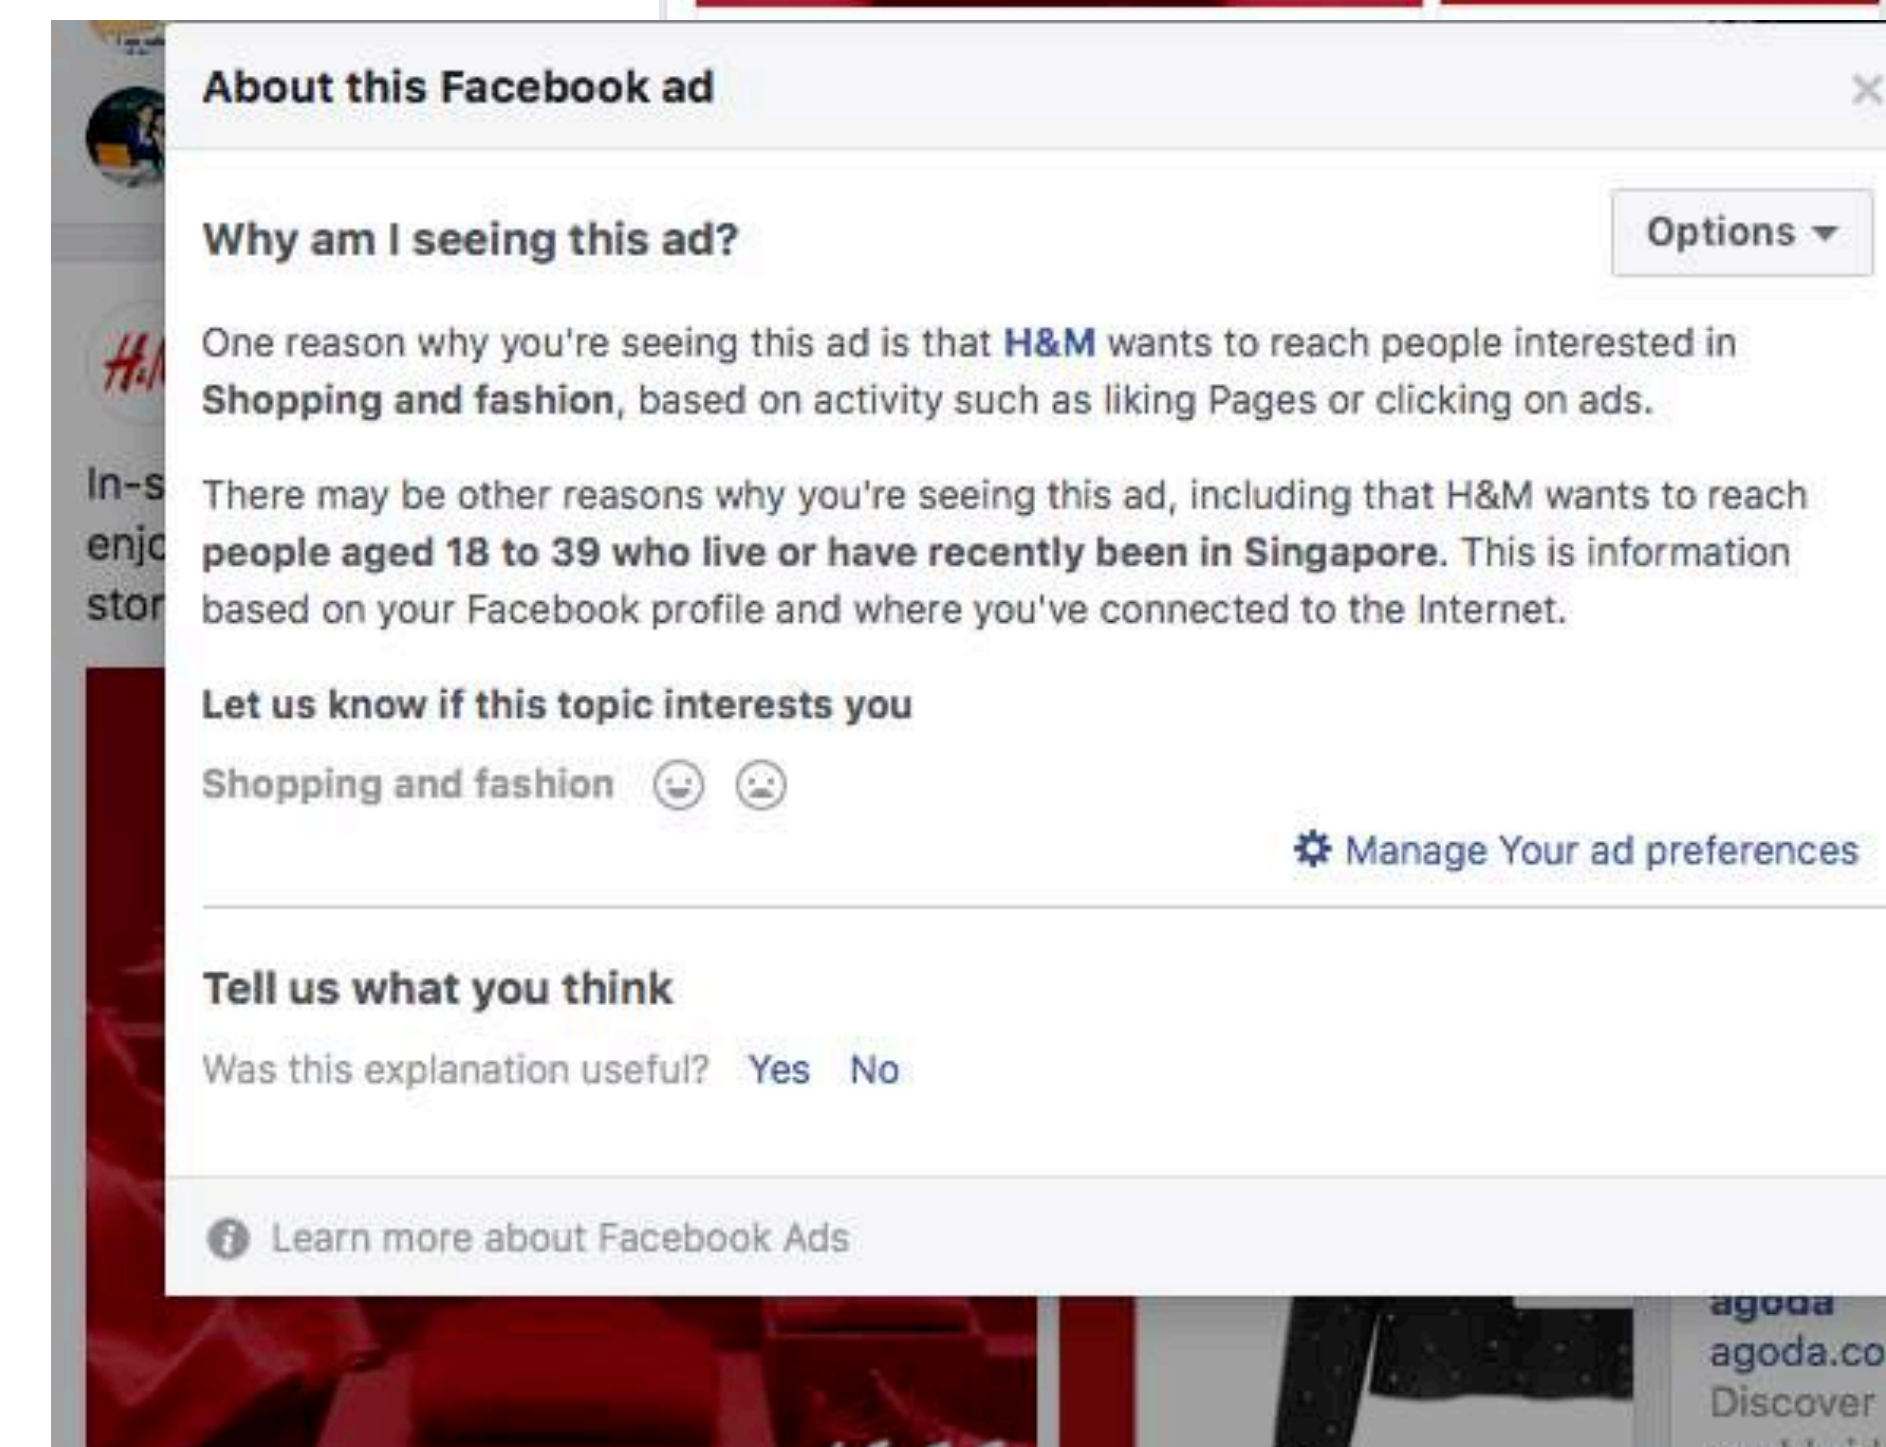 About this Facebook ad
Why am I seeing this ad?
Options
One reason why you're seeing this ad is that H&M wants to reach people interested in
Shopping and fashion, based on activity such as liking Pages or clicking on ads.
In-s
There may be other reasons why you're seeing this ad, including that H&M wants to reach
enjo
people aged 18 to 39 who live or have recently been in Singapore. This is information
stor
based on your Facebook profile and where you've connected to the Internet.
Let us know if this topic interests you
Shopping and fashion
Manage Your ad preferences
Tell us what you think
Was this explanation useful? Yes No
Learn more about Facebook Ads
agoda
agoda.co
Discover